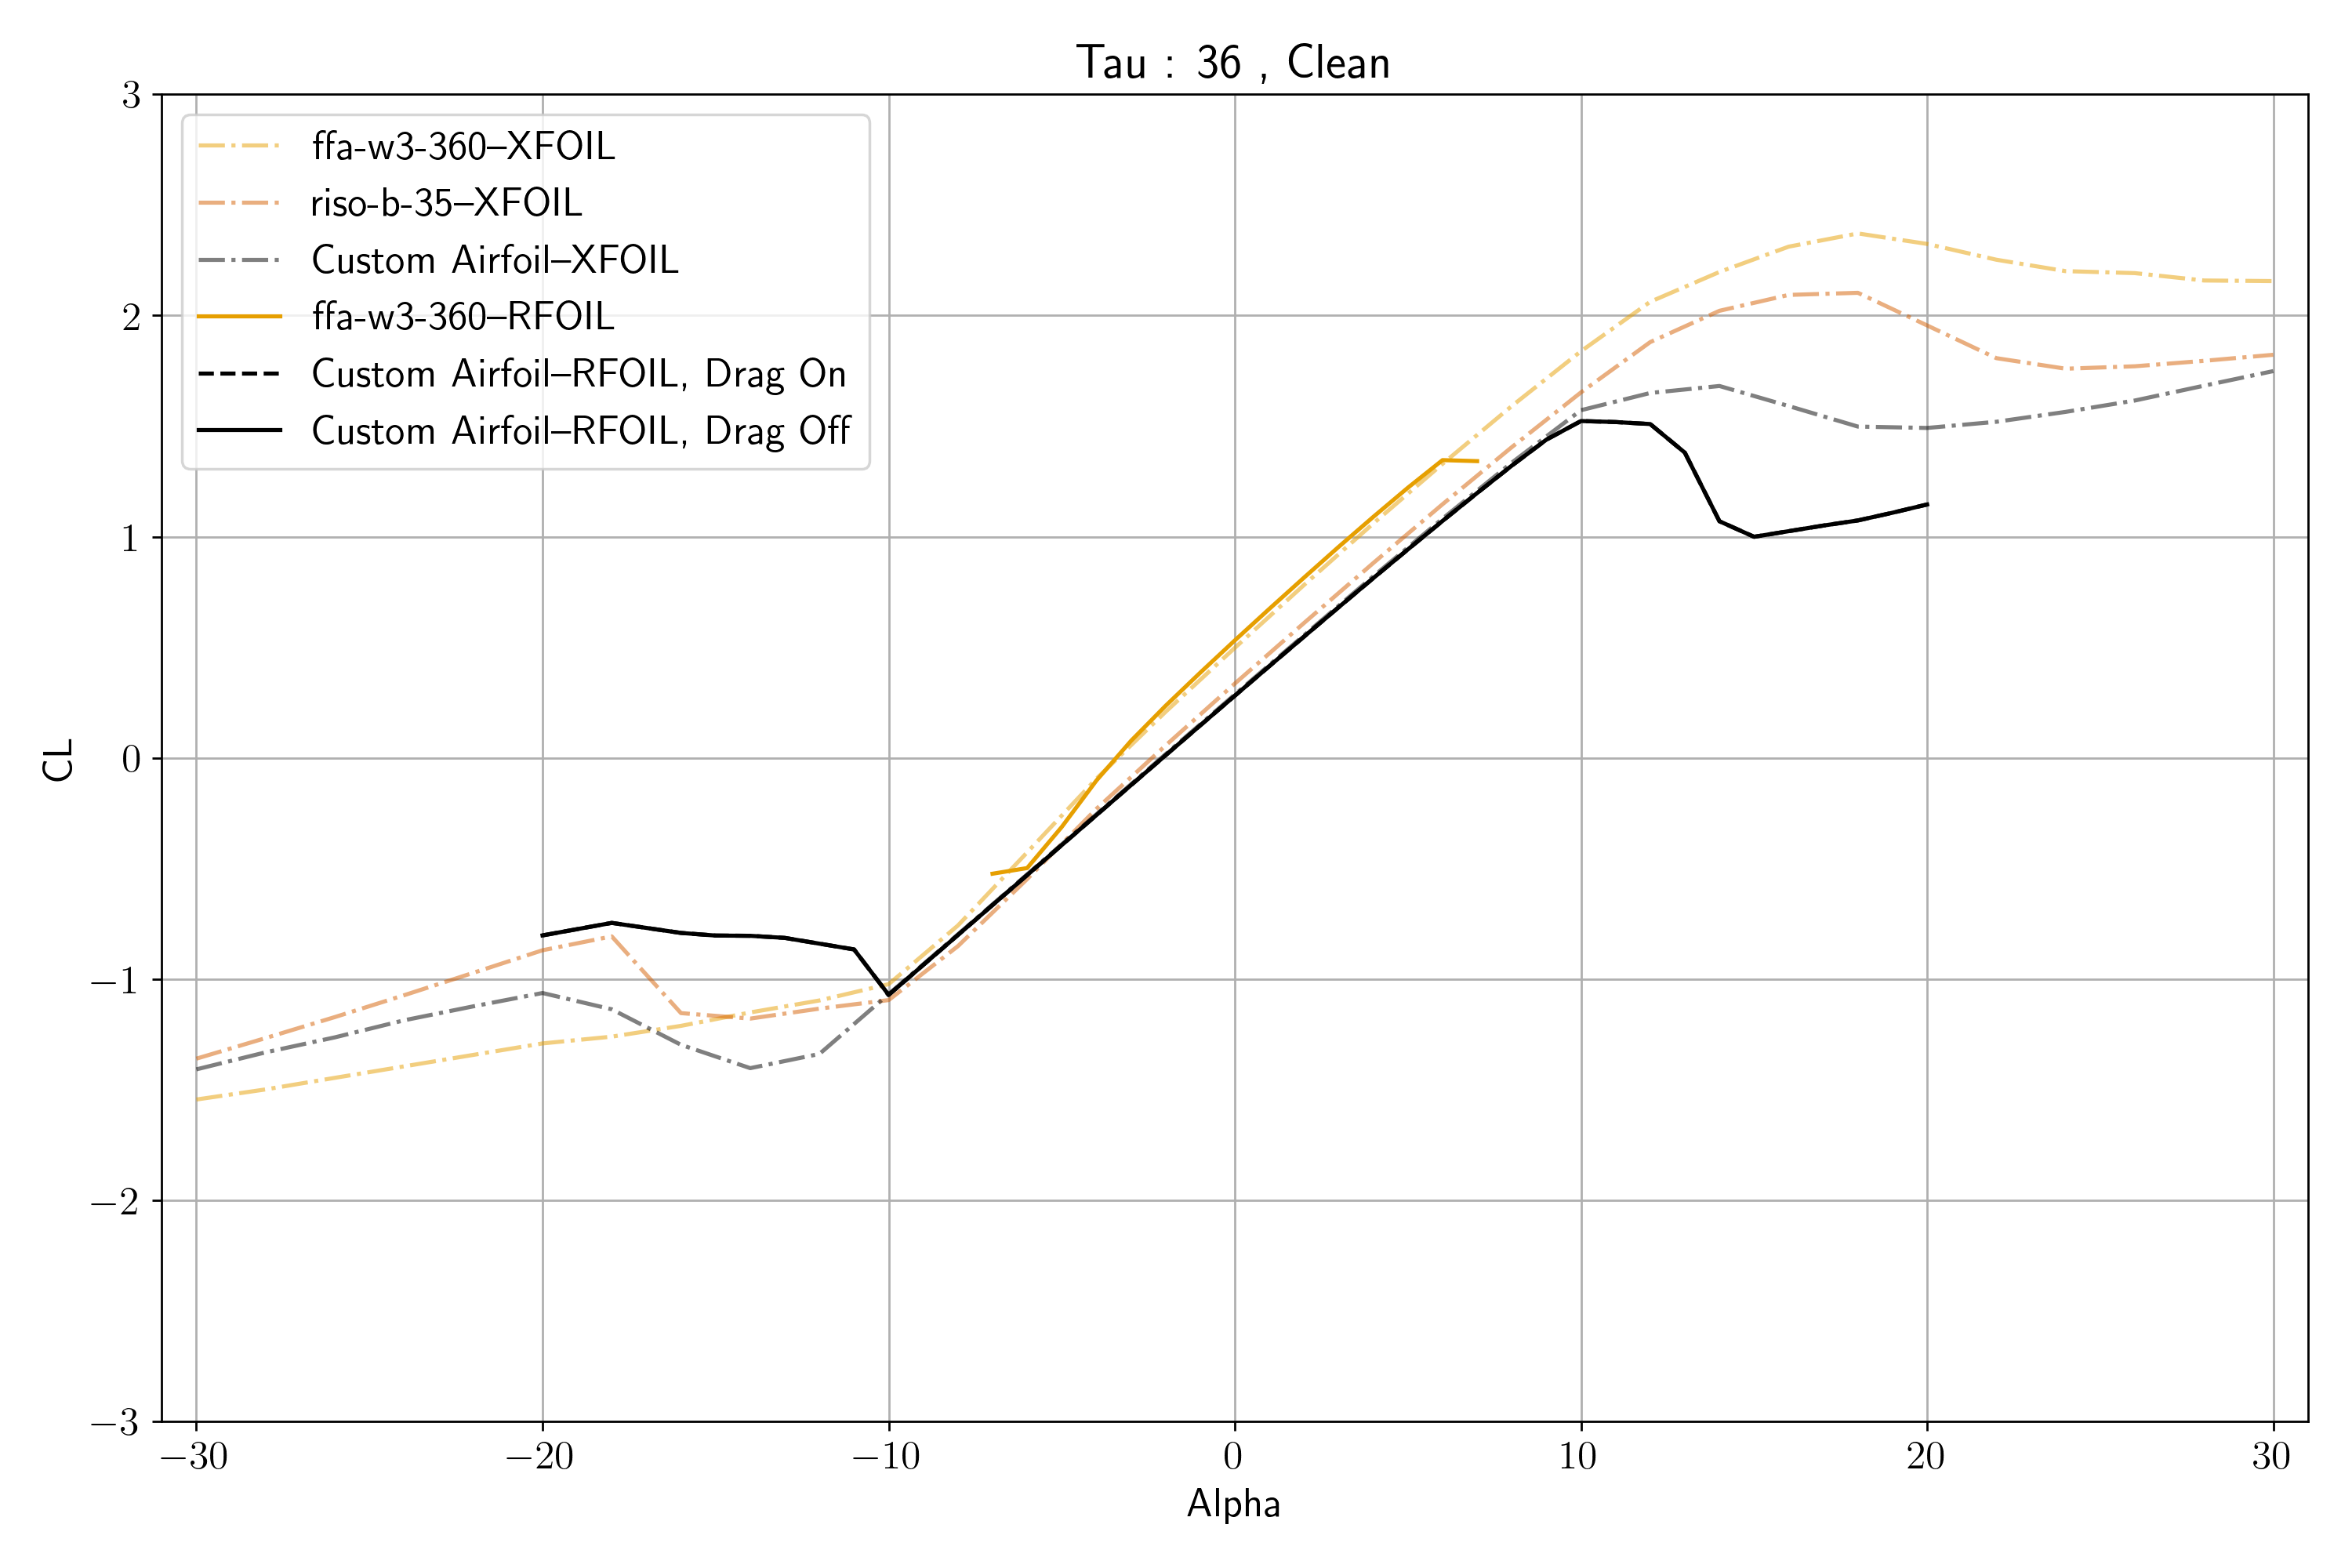 Tau : 36 , Clean
3
2
1
0
−1
−2
−3
CL
ffa-w3-360–XFOIL
riso-b-35–XFOIL
Custom Airfoil–XFOIL
ffa-w3-360–RFOIL
Custom Airfoil–RFOIL, Drag On
Custom Airfoil–RFOIL, Drag Off
−30 −20 −10 0 10 20 30
Alpha